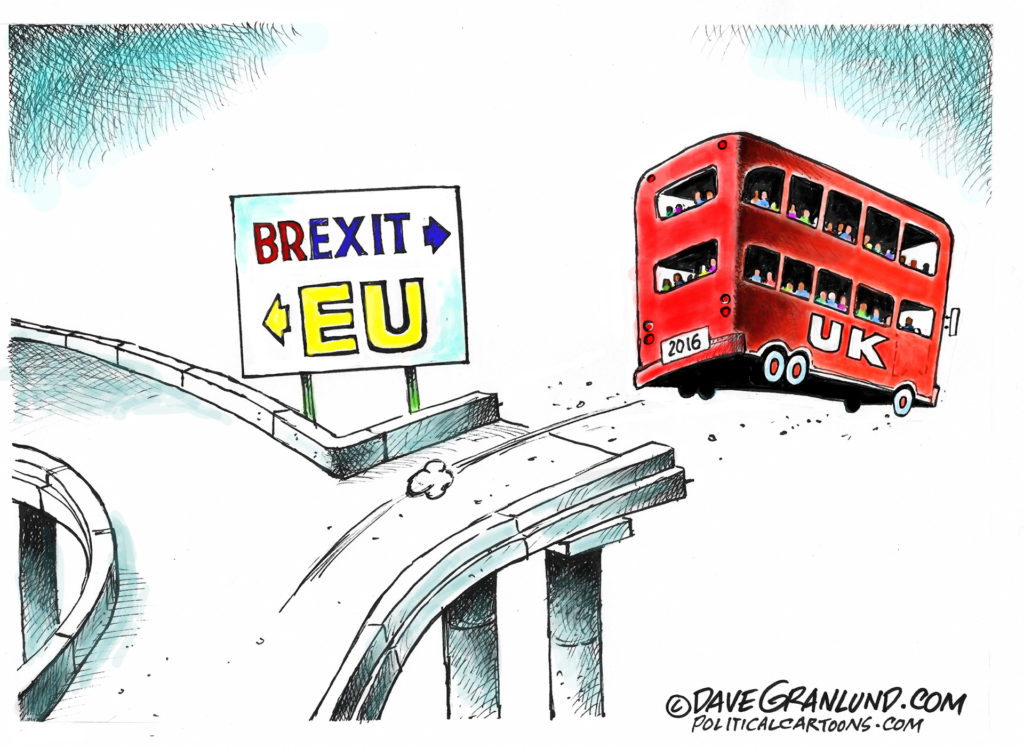 BREXIT
EU
2016
UK
©DAVEGRANLUND.COM
POLITICALCARTOONS.COM